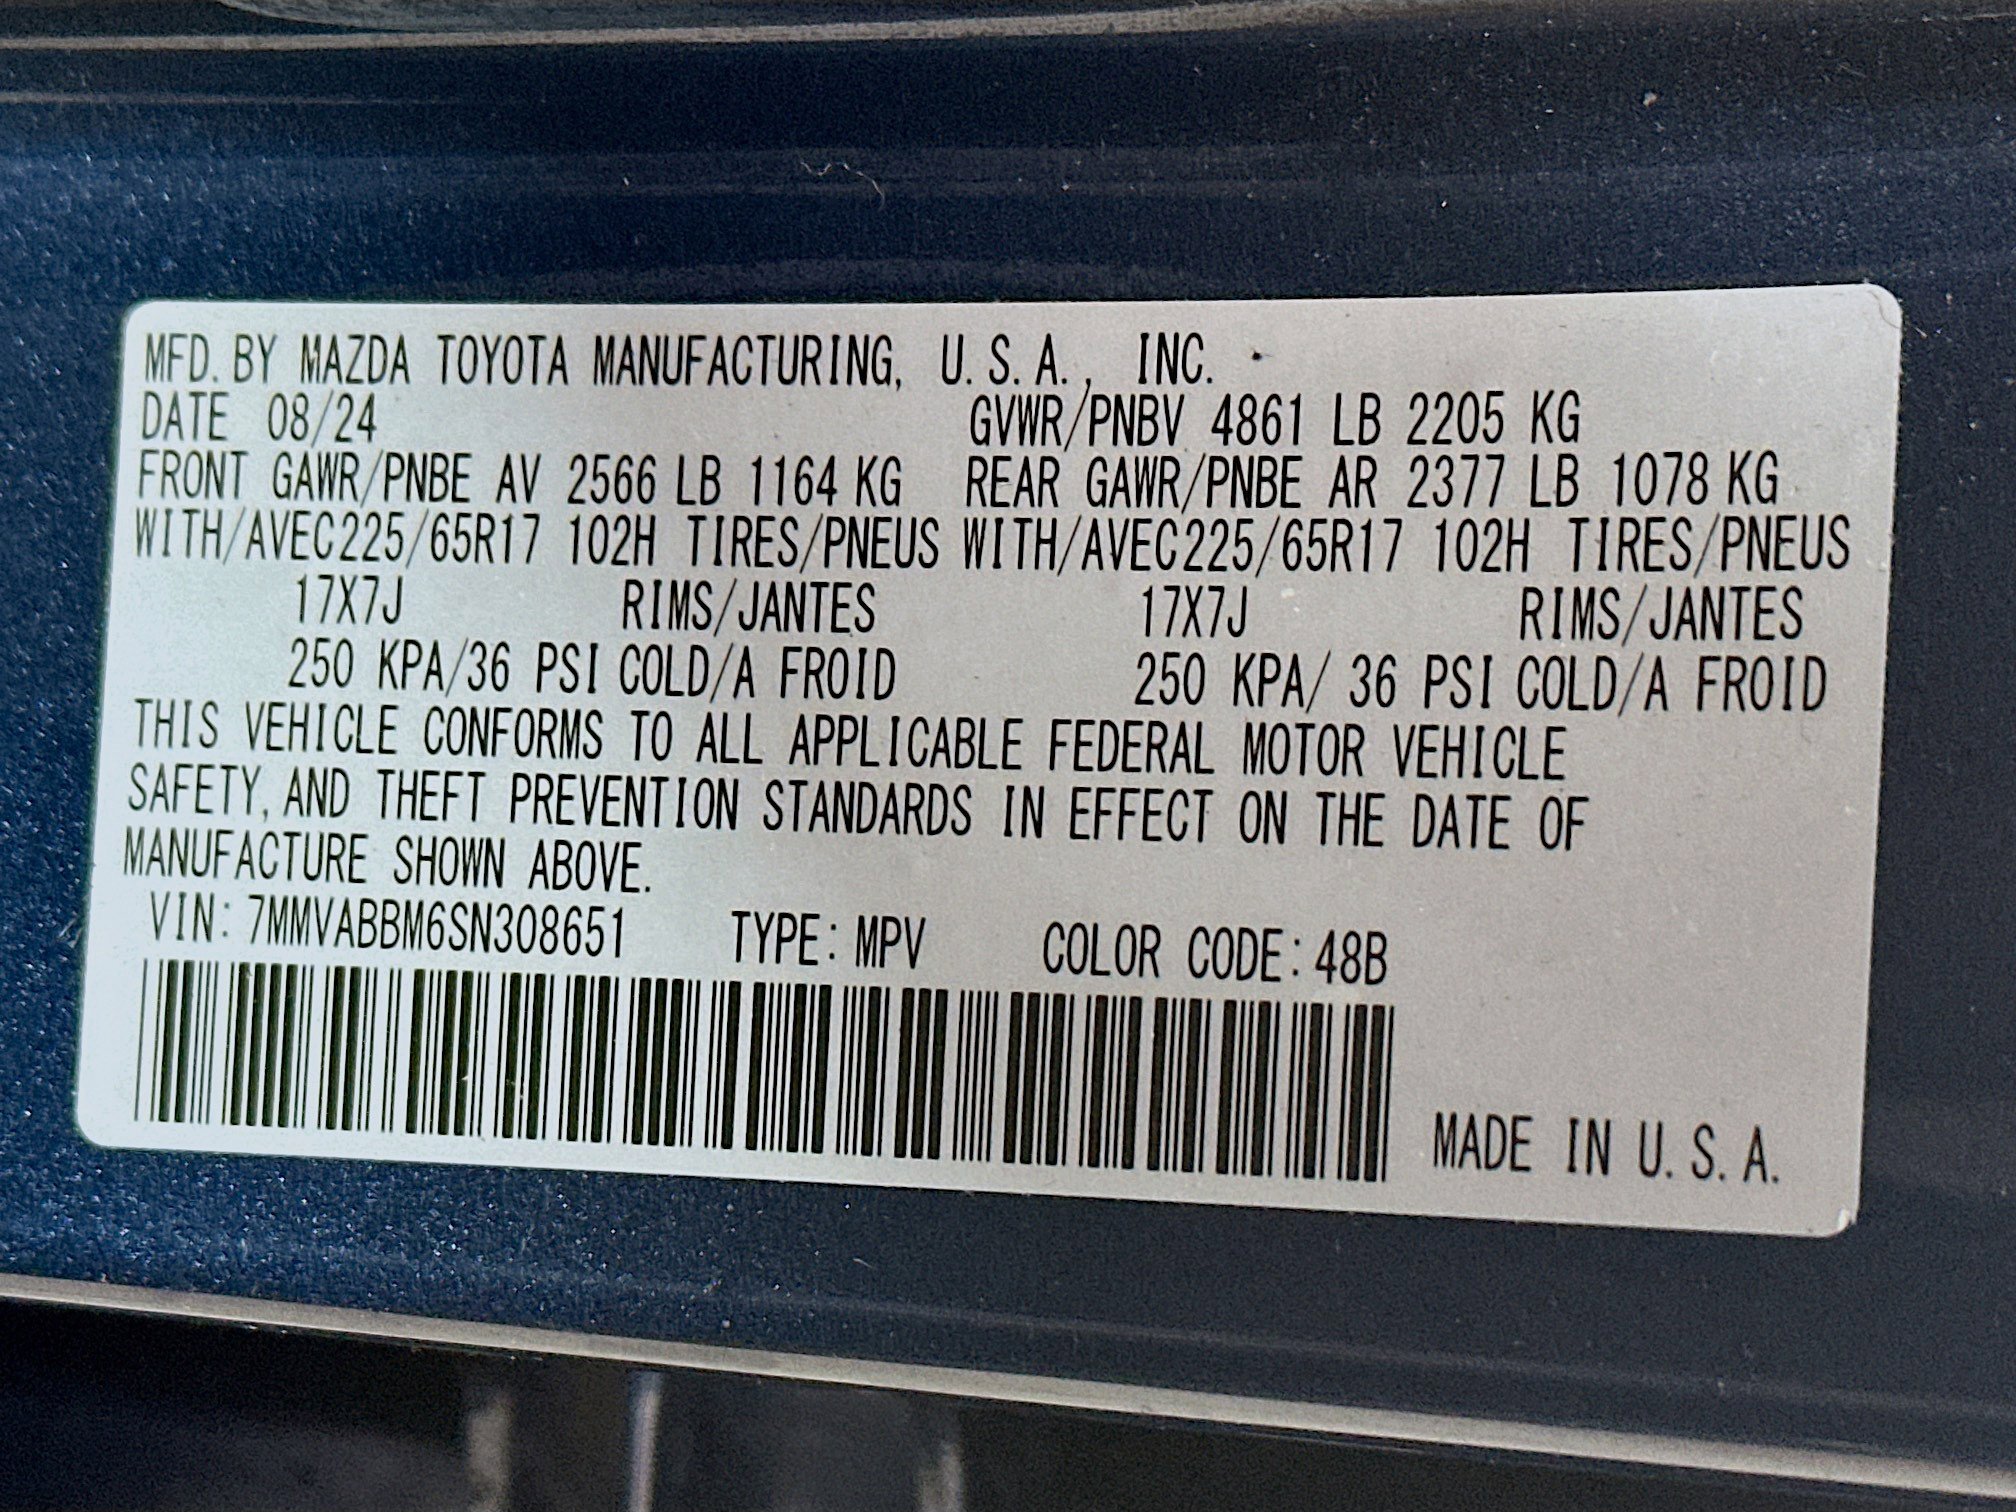 MFD. BY MAZDA TOYOTA MANUFACTURING, U.S.A., INC.
DATE 08/24 GVWR/PNBV 4861 LB 2205 KG
FRONT GAWR/PNBE AV 2566 LB 1164 KG REAR GAWR/PNBE AR 2377 LB 1078 KG
WITH/AVEC225/65R17 102H TIRES/PNEUS WITH/AVEC225/65R17 102H TIRES/PNEUS
17X7J RIMS/JANTES 17X7J RIMS/JANTES
250 KPA/36 PSI COLD/A FROID 250 KPA/ 36 PSI COLD/A FROID
THIS VEHICLE CONFORMS TO ALL APPLICABLE FEDERAL MOTOR VEHICLE
SAFETY, AND THEFT PREVENTION STANDARDS IN EFFECT ON THE DATE OF
MANUFACTURE SHOWN ABOVE.
VIN: 7MMVABBM6SN308651 TYPE: MPV COLOR CODE: 48B
MADE IN U.S.A.